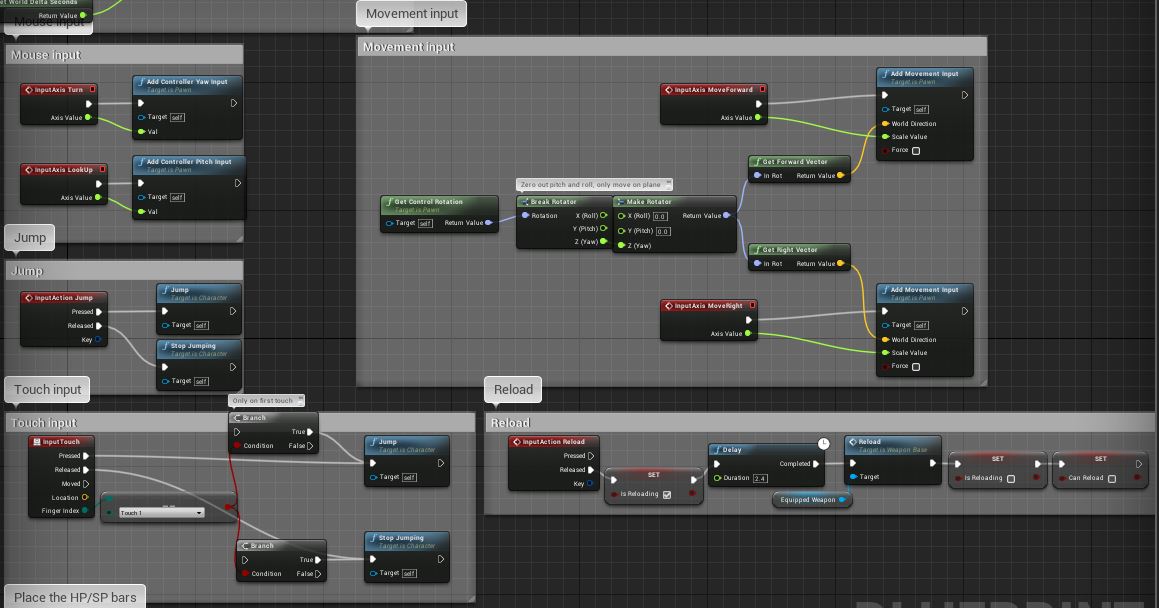 et World Delta Seconds
Return Value
Mouse input
Mouse input
InputAxis Turn
Axis Value
Add Controller Yaw Input
Target is Pawn
Target self
Val
InputAxis LookUp
Axis Value
Add Controller Pitch Input
Target is Pawn
Target self
Val
Movement input
Movement input
InputAxis MoveForward
Axis Value
Add Movement Input
Target is Pawn
Target self
World Direction
Scale Value
Force
Get Forward Vector
In Rot Return Value
Zero out pitch and roll, only move on plane
Get Control Rotation
Target is Pawn
Target self Return Value
Break Rotator
Rotation X (Roll)
Y (Pitch)
Z (Yaw)
Make Rotator
X (Roll) 0.0 Return Value
Y (Pitch) 0.0
Z (Yaw)
Get Right Vector
In Rot Return Value
InputAxis MoveRight
Axis Value
Add Movement Input
Target is Pawn
Target self
World Direction
Scale Value
Force
Jump
Jump
InputAction Jump
Pressed
Released
Key
Jump
Target is Character
Target self
Stop Jumping
Target is Character
Target self
Touch input
Touch input
InputTouch
Pressed
Released
Moved
Location
Finger Index
Touch 1
==
Only on first touch
Branch
True
Condition False
Branch
True
Condition False
Jump
Target is Character
Target self
Stop Jumping
Target is Character
Target self
Reload
Reload
InputAction Reload
Pressed
Released
Key
SET
Is Reloading
Delay
Completed
Duration 2.4
Equipped Weapon
Reload
Target is Weapon Base
Target
SET
Is Reloading
SET
Can Reload
Place the HP/SP bars
BLUEPRINT